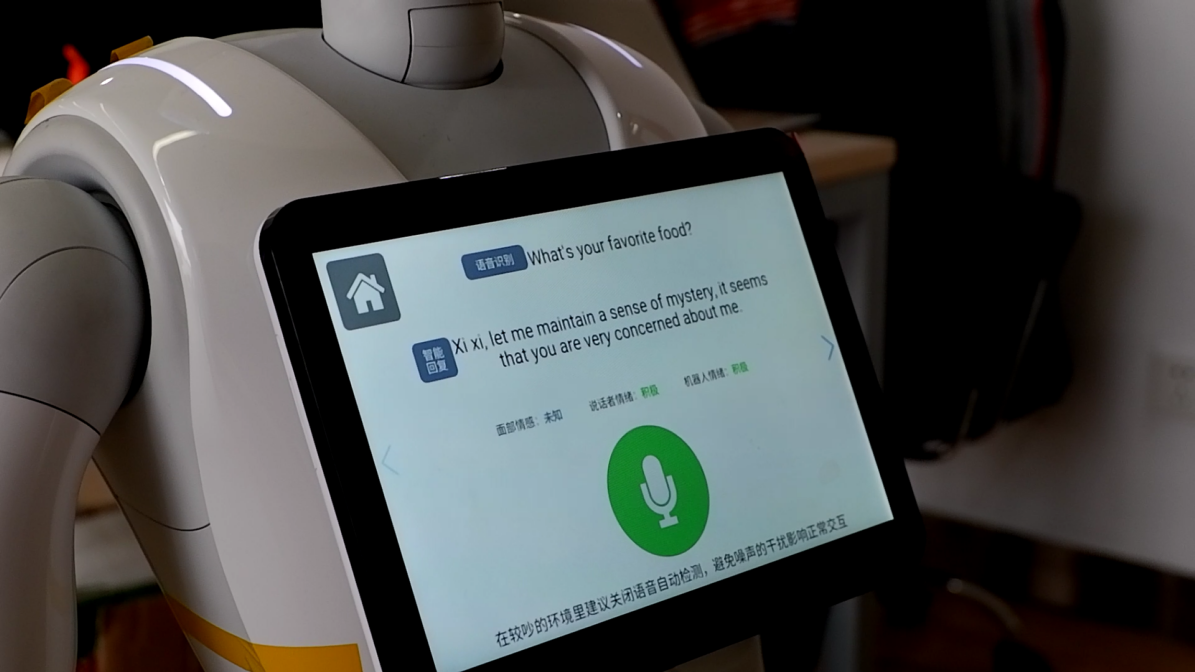 语音识别 What's your favorite food?
智能
回复
Xi xi, let me maintain a sense of mystery, it seems
that you are very concerned about me.
面部情感：未知 说话者情绪：积极 机器人情绪：积极
在较吵的环境里建议关闭语音自动检测，避免噪声的干扰影响正常交互